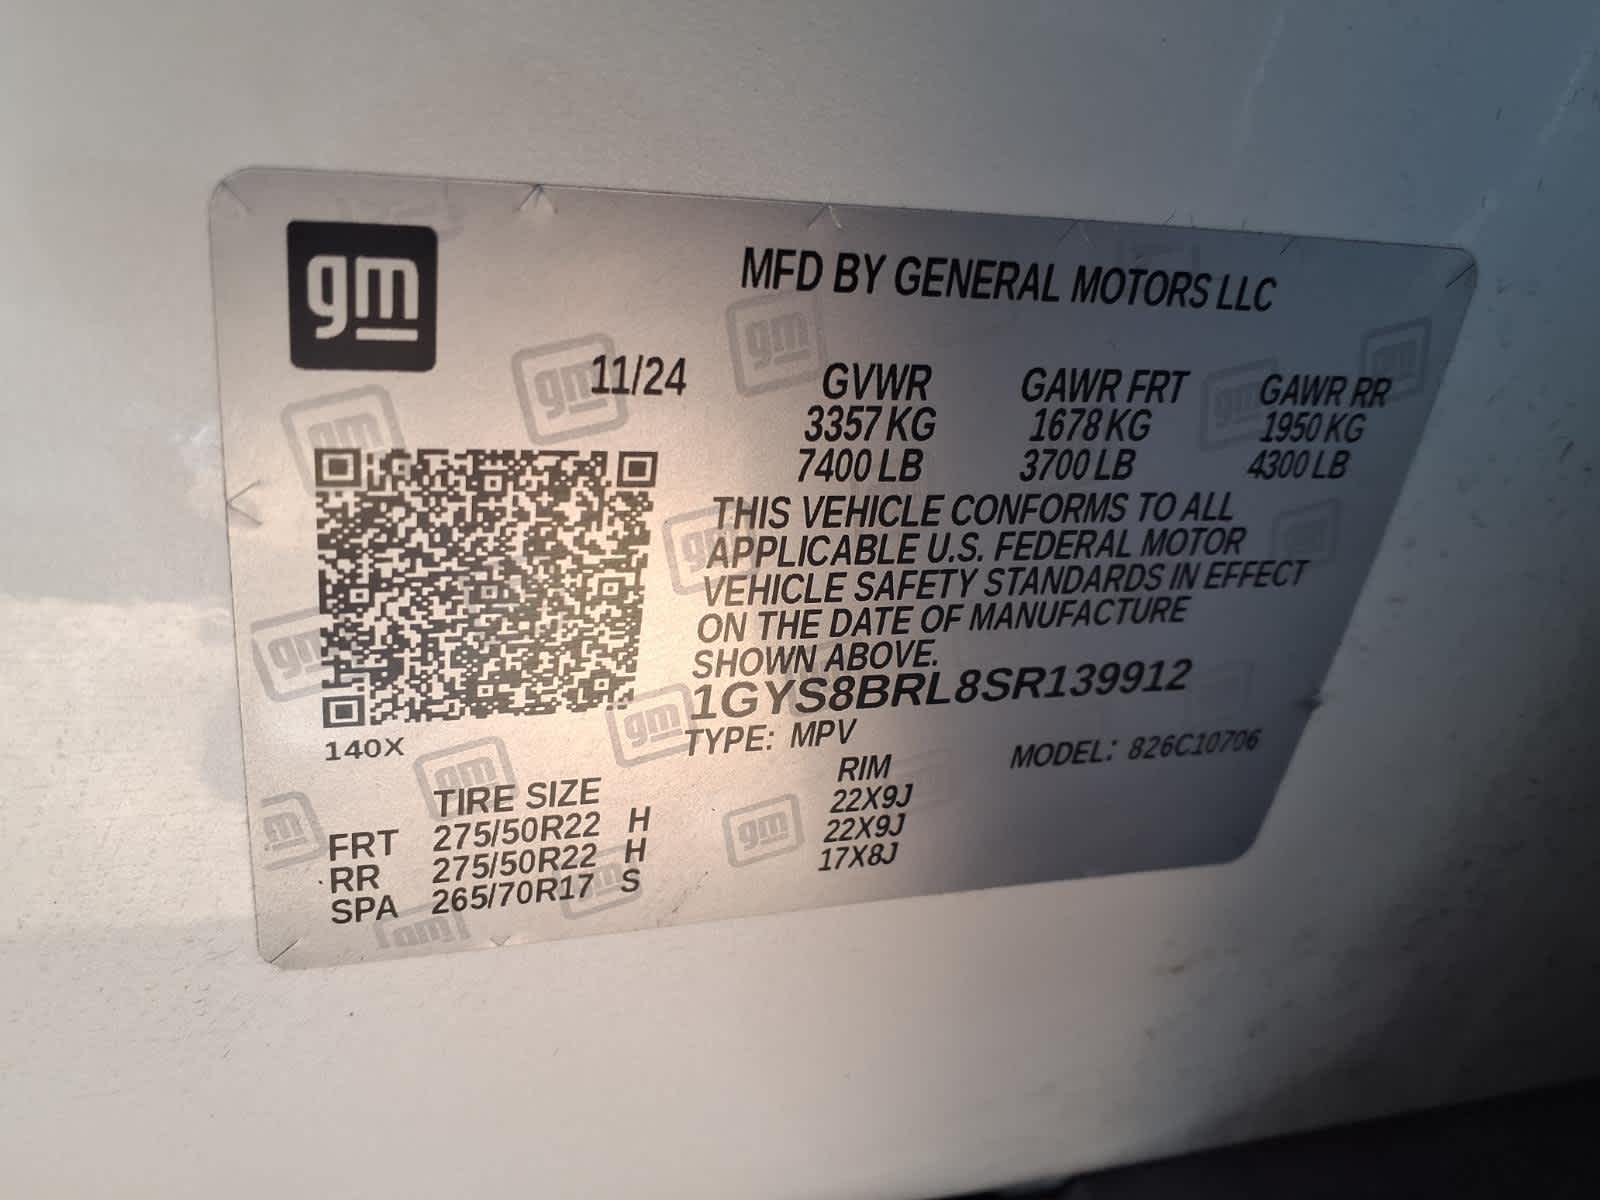 gm
MFD BY GENERAL MOTORS LLC
11/24
GVWR GAWR FRT GAWR RR
3357 KG 1678 KG 1950 KG
7400 LB 3700 LB 4300 LB
THIS VEHICLE CONFORMS TO ALL
APPLICABLE U.S. FEDERAL MOTOR
VEHICLE SAFETY STANDARDS IN EFFECT
ON THE DATE OF MANUFACTURE
SHOWN ABOVE.
1GYS8BRL8SR139912
140X
TYPE: MPV MODEL: 826C10706
TIRE SIZE RIM
FRT 275/50R22 H 22X9J
RR 275/50R22 H 22X9J
SPA 265/70R17 S 17X8J